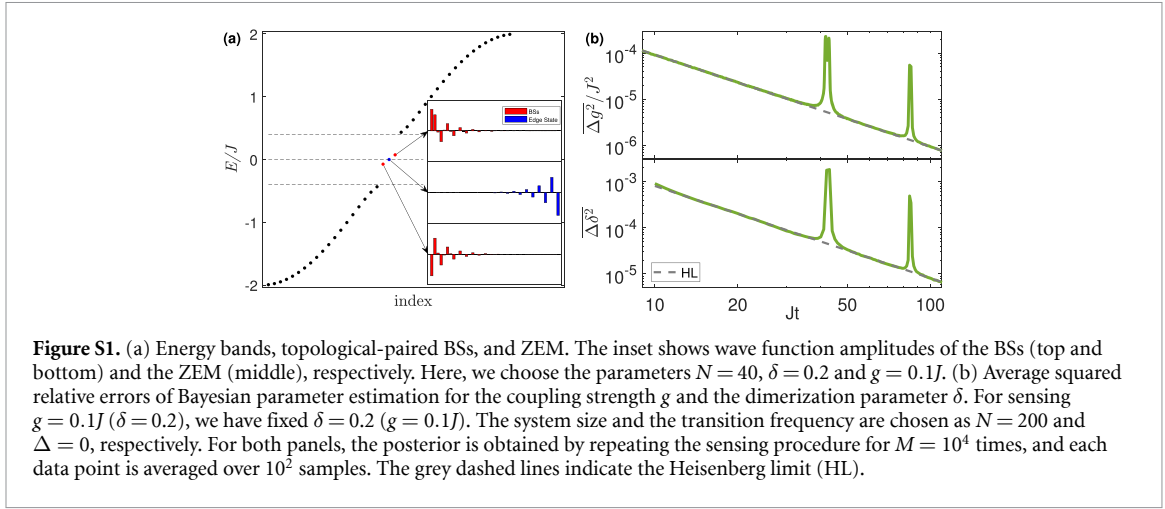 (a)
2
1
0
-1
-2
E/J
index
BSs
Edge State
(b)
10⁻⁴
10⁻⁵
10⁻⁶
\overline{Δg²}/J²
10⁻³
10⁻⁴
10⁻⁵
\overline{Δδ²}
HL
10
20
50
100
Jt
Figure S1. (a) Energy bands, topological-paired BSs, and ZEM. The inset shows wave function amplitudes of the BSs (top and
bottom) and the ZEM (middle), respectively. Here, we choose the parameters N = 40, δ = 0.2 and g = 0.1J. (b) Average squared
relative errors of Bayesian parameter estimation for the coupling strength g and the dimerization parameter δ. For sensing
g = 0.1J (δ = 0.2), we have fixed δ = 0.2 (g = 0.1J). The system size and the transition frequency are chosen as N = 200 and
Δ = 0, respectively. For both panels, the posterior is obtained by repeating the sensing procedure for M = 10⁴ times, and each
data point is averaged over 10² samples. The grey dashed lines indicate the Heisenberg limit (HL).